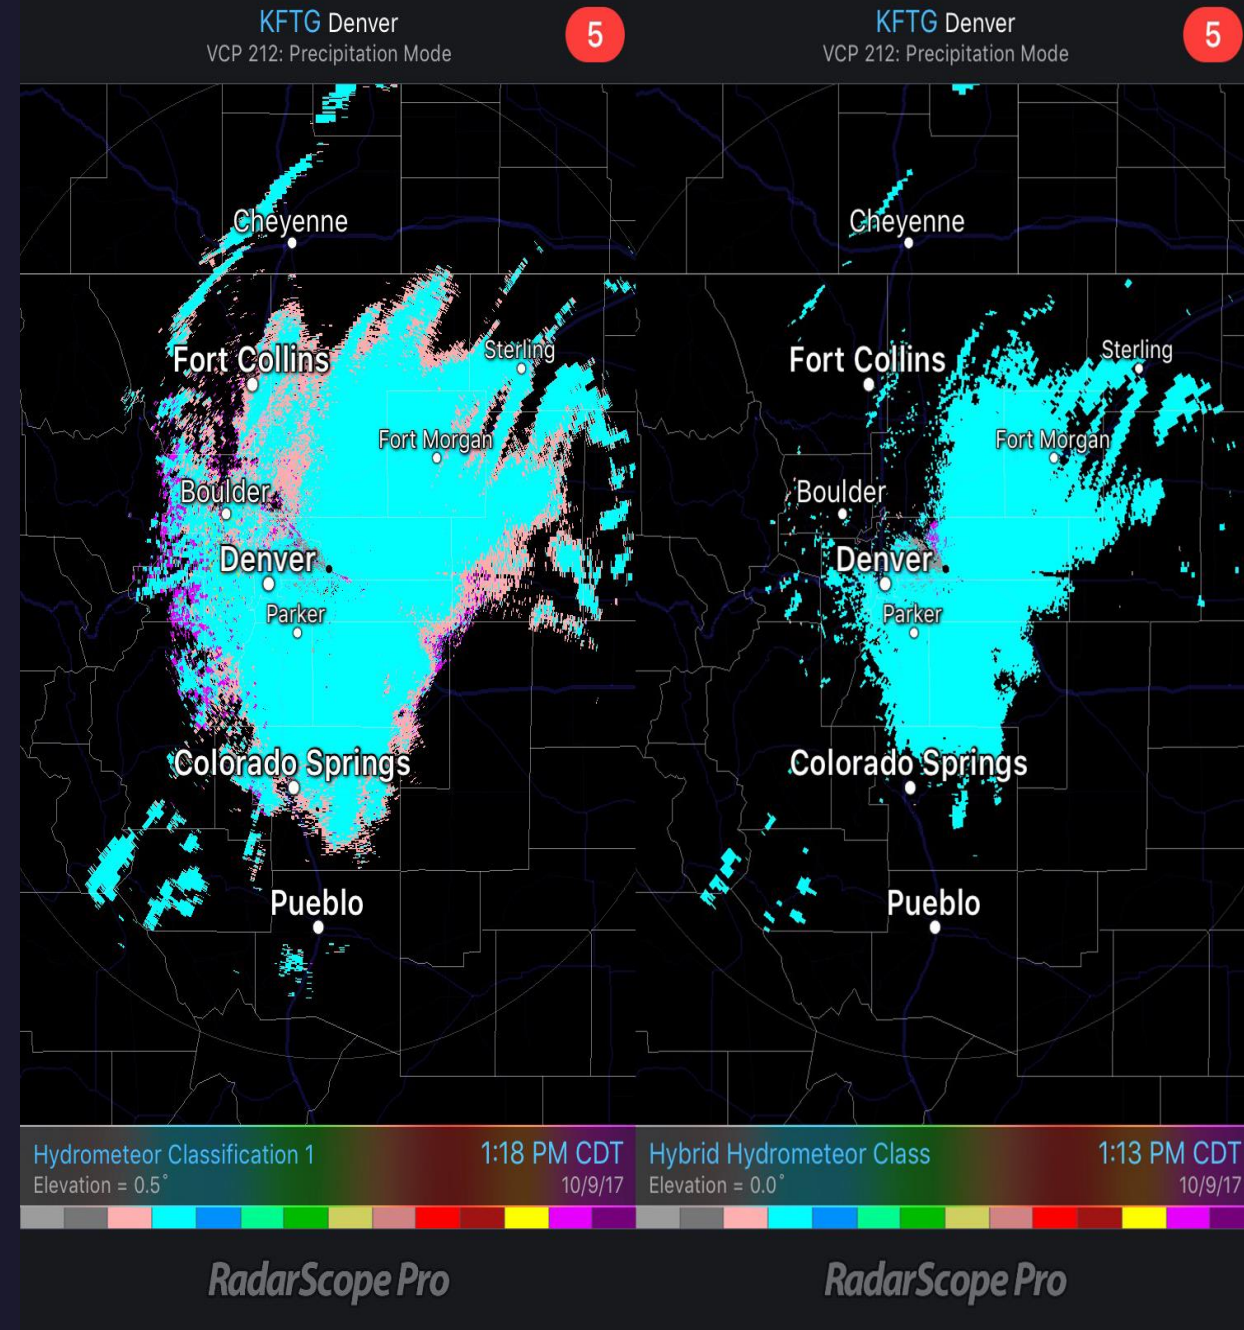 KFTG Denver
VCP 212: Precipitation Mode
5
Cheyenne
Fort Collins
Sterling
Fort Morgan
Boulder
Denver
Parker
Colorado Springs
Pueblo
Hydrometeor Classification 1
1:18 PM CDT
Elevation = 0.5°
10/9/17
RadarScope Pro
KFTG Denver
VCP 212: Precipitation Mode
5
Cheyenne
Fort Collins
Sterling
Fort Morgan
Boulder
Denver
Parker
Colorado Springs
Pueblo
Hybrid Hydrometeor Class
1:13 PM CDT
Elevation = 0.0°
10/9/17
RadarScope Pro